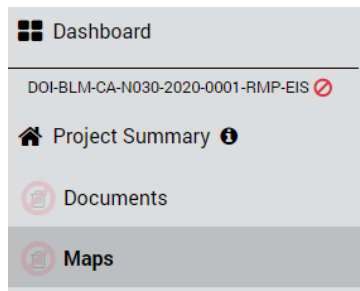 Dashboard
DOI-BLM-CA-N030-2020-0001-RMP-EIS
Project Summary
Documents
Maps